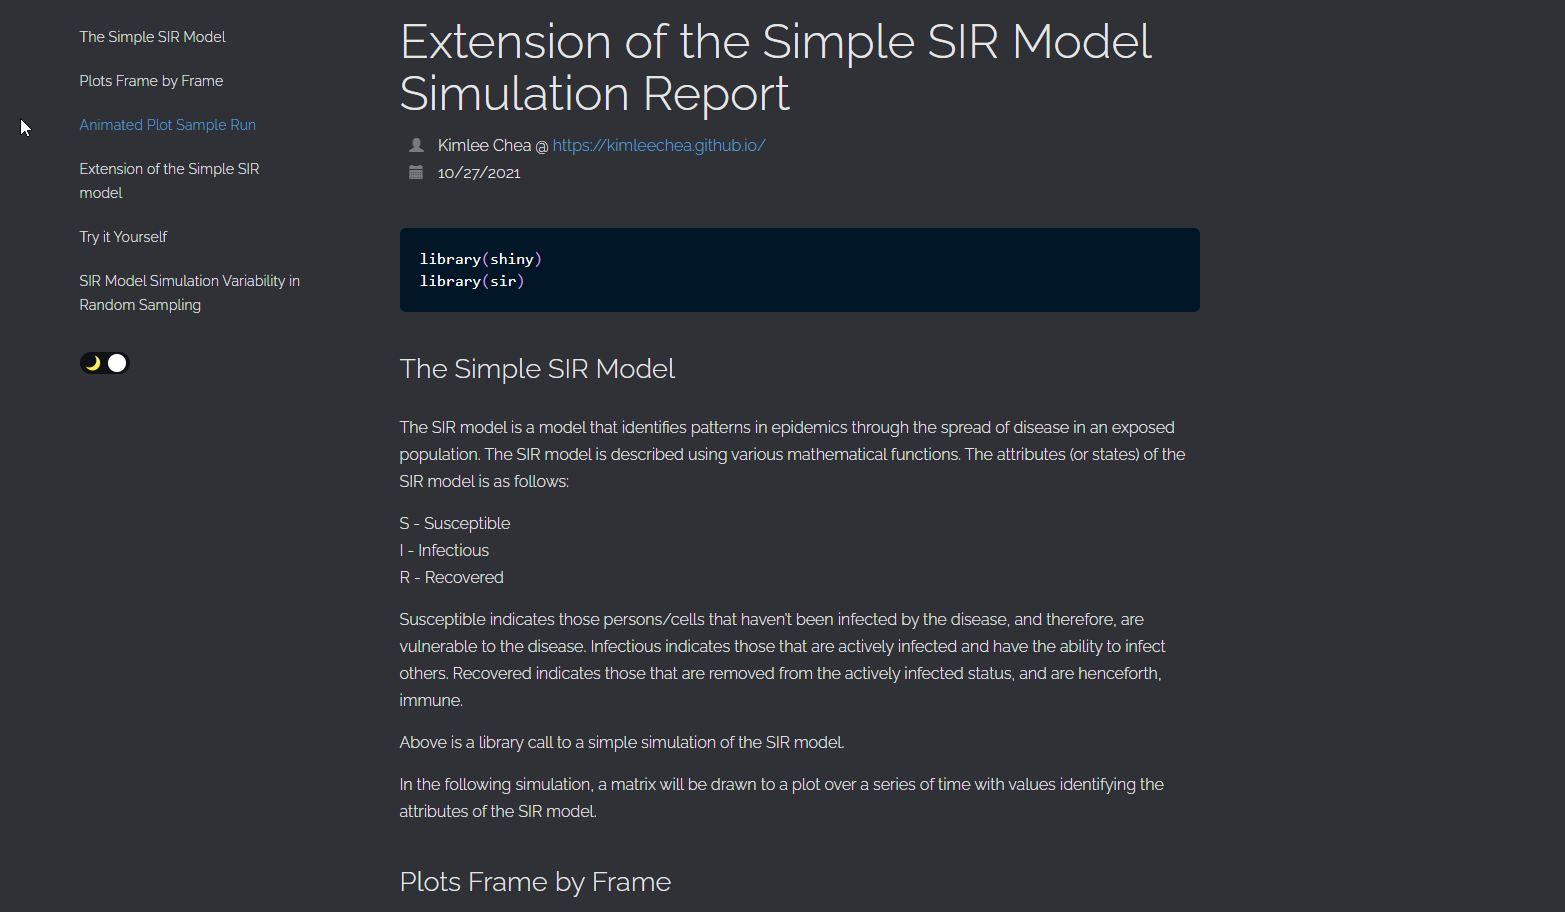 The Simple SIR Model
Plots Frame by Frame
Animated Plot Sample Run
Extension of the Simple SIR
model
Try it Yourself
SIR Model Simulation Variability in
Random Sampling
Extension of the Simple SIR Model
Simulation Report
Kimlee Chea @ https://kimleechea.github.io/
10/27/2021
library(shiny)
library(sir)
The Simple SIR Model
The SIR model is a model that identifies patterns in epidemics through the spread of disease in an exposed
population. The SIR model is described using various mathematical functions. The attributes (or states) of the
SIR model is as follows:
S - Susceptible
I - Infectious
R - Recovered
Susceptible indicates those persons/cells that haven't been infected by the disease, and therefore, are
vulnerable to the disease. Infectious indicates those that are actively infected and have the ability to infect
others. Recovered indicates those that are removed from the actively infected status, and are henceforth,
immune.
Above is a library call to a simple simulation of the SIR model.
In the following simulation, a matrix will be drawn to a plot over a series of time with values identifying the
attributes of the SIR model.
Plots Frame by Frame